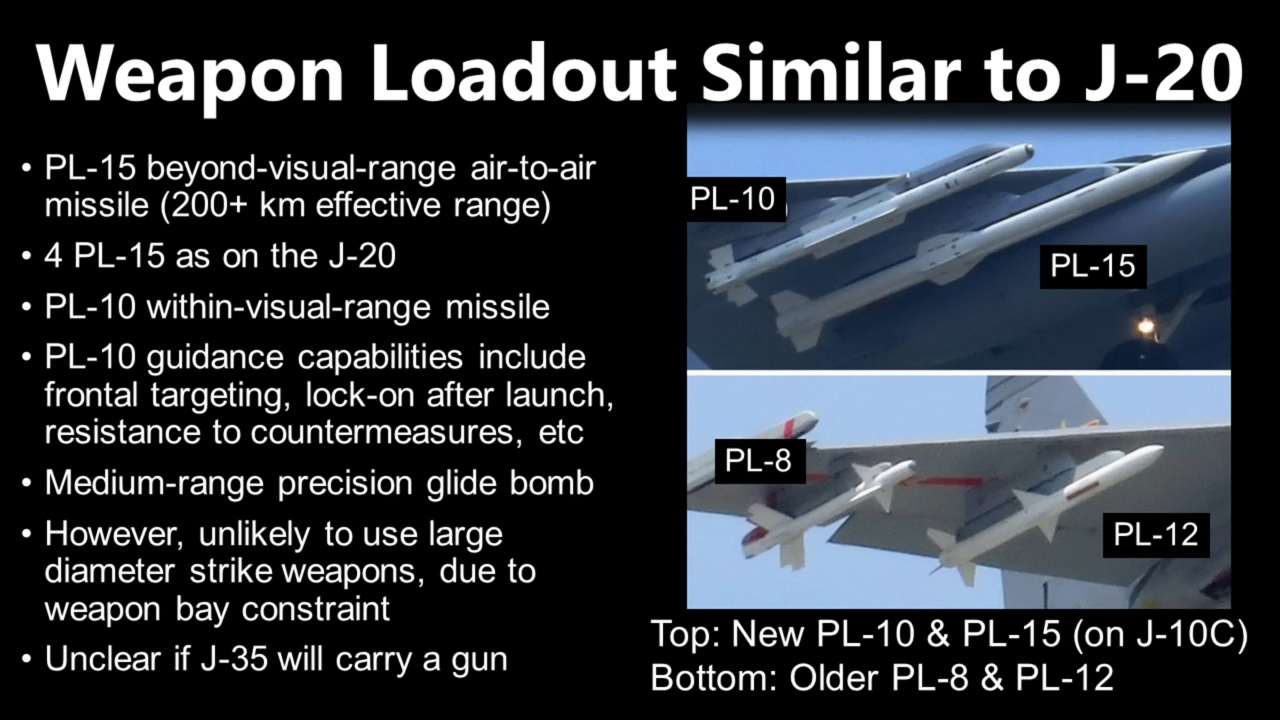 Weapon Loadout Similar to J-20
• PL-15 beyond-visual-range air-to-air
missile (200+ km effective range)
• 4 PL-15 as on the J-20
• PL-10 within-visual-range missile
• PL-10 guidance capabilities include
frontal targeting, lock-on after launch,
resistance to countermeasures, etc
• Medium-range precision glide bomb
• However, unlikely to use large
diameter strike weapons, due to
weapon bay constraint
• Unclear if J-35 will carry a gun
PL-10
PL-15
PL-8
PL-12
Top: New PL-10 & PL-15 (on J-10C)
Bottom: Older PL-8 & PL-12